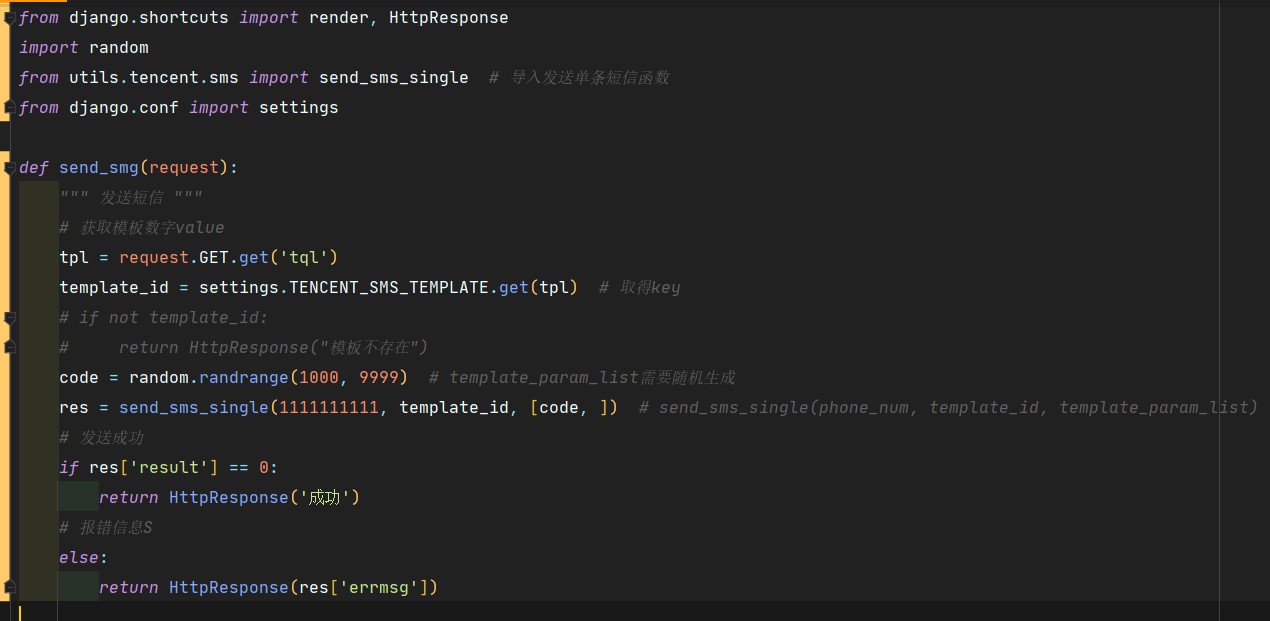 from django.shortcuts import render, HttpResponse
import random
from utils.tencent.sms import send_sms_single  # 导入发送单条短信函数
from django.conf import settings

def send_smg(request):
    """ 发送短信 """
    # 获取模板数字value
    tpl = request.GET.get('tql')
    template_id = settings.TENCENT_SMS_TEMPLATE.get(tpl)  # 取得key
    # if not template_id:
    #     return HttpResponse("模板不存在")
    code = random.randrange(1000, 9999)  # template_param_list需要随机生成
    res = send_sms_single(1111111111, template_id, [code, ])  # send_sms_single(phone_num, template_id, template_param_list)
    # 发送成功
    if res['result'] == 0:
        return HttpResponse('成功')
    # 报错信息S
    else:
        return HttpResponse(res['errmsg'])